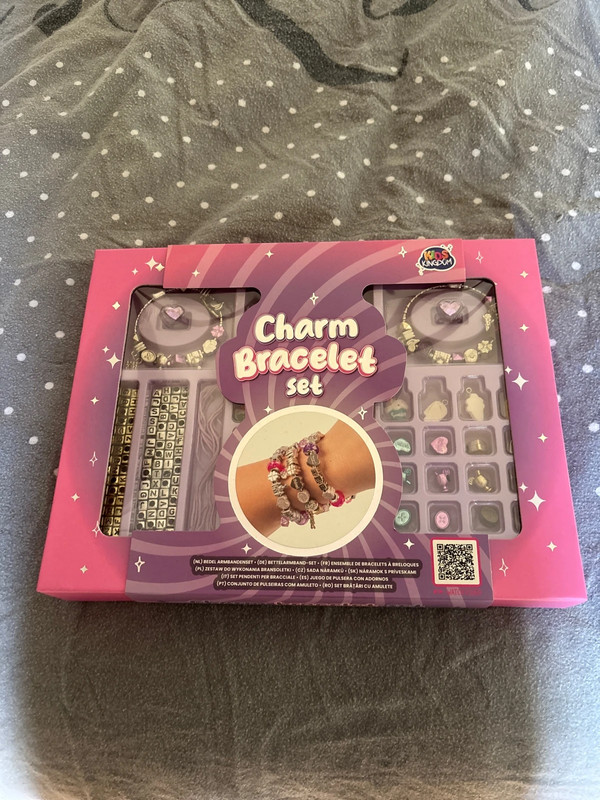 KIDS
KINGDOM
Charm
Bracelet
set
(NL) BEDEL ARMBANDENSET • (DE) BETTELARMBAND-SET • (FR) ENSEMBLE DE BRACELETS À BRELOQUES
(PL) ZESTAW DO WYKONANIA BRANSOLETKI • (CZ) SADA NÁRAMKŮ • (SK) NÁRAMOK S PRÍVESKAMI
(IT) SET PENDENTI PER BRACCIALE • (ES) JUEGO DE PULSERA CON ADORNOS
(PT) CONJUNTO DE PULSEIRAS COM AMULETO • (RO) SET BRĂȚĂRI CU AMULETE